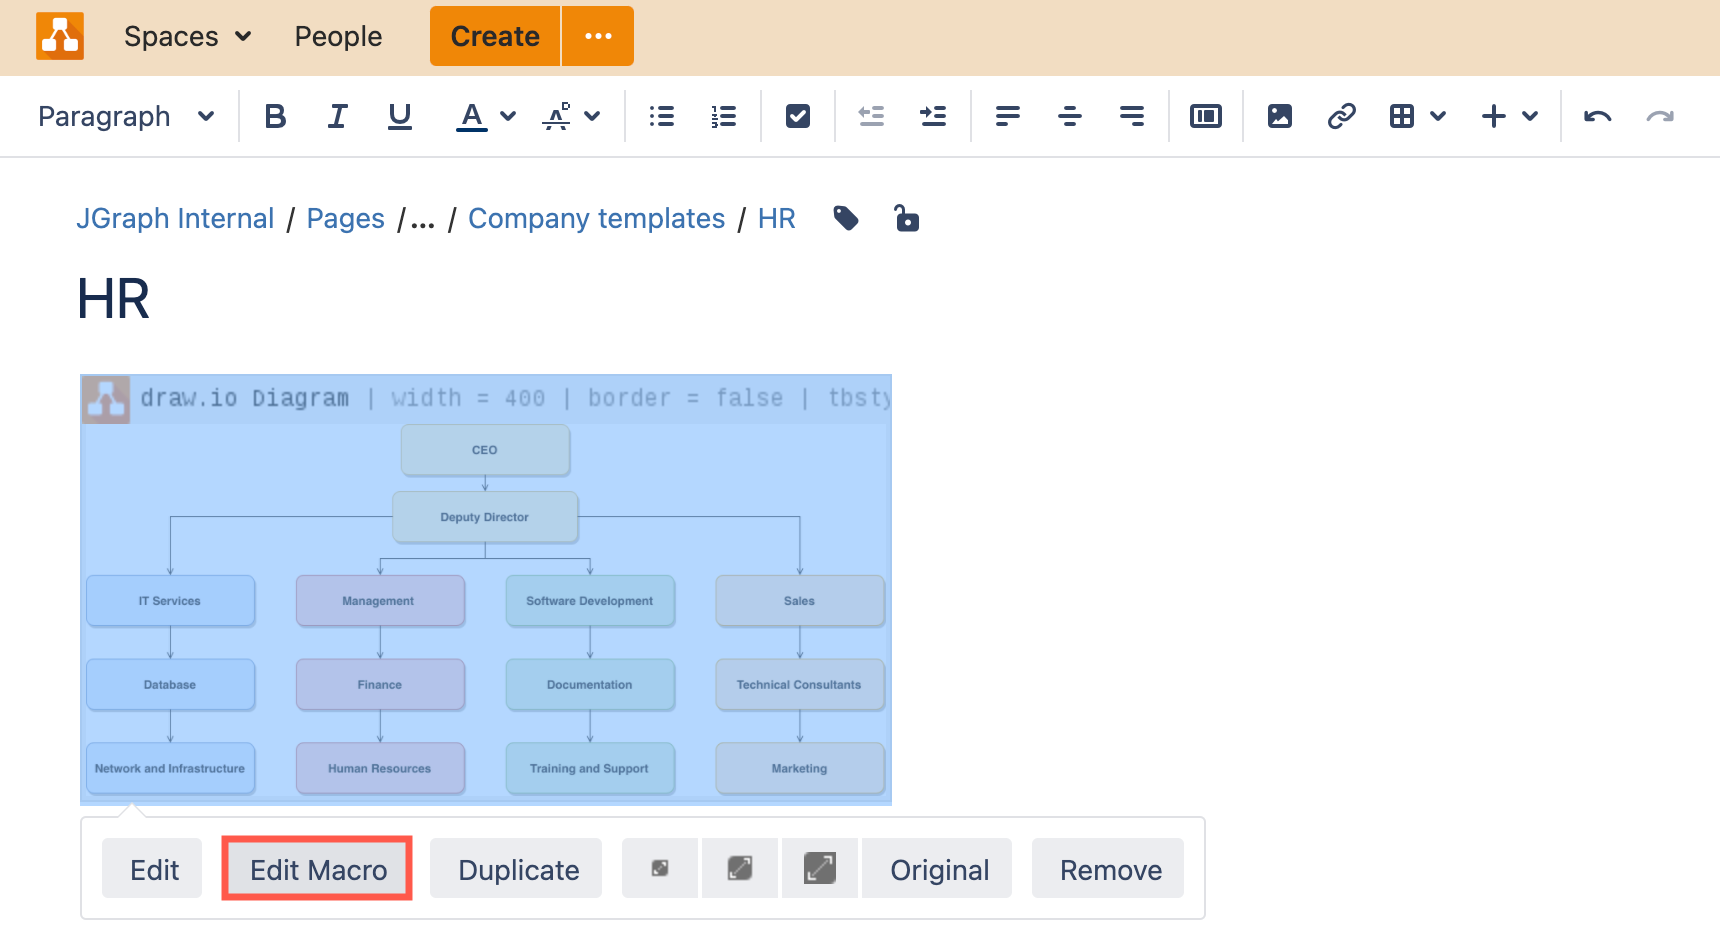 Spaces People Create
Paragraph B I U A
JGraph Internal / Pages /... / Company templates / HR
HR
draw.io Diagram | width = 400 | border = false | tbsty
CEO
Deputy Director
IT Services Management Software Development Sales
Database Finance Documentation Technical Consultants
Network and Infrastructure Human Resources Training and Support Marketing
Edit Edit Macro Duplicate Original Remove